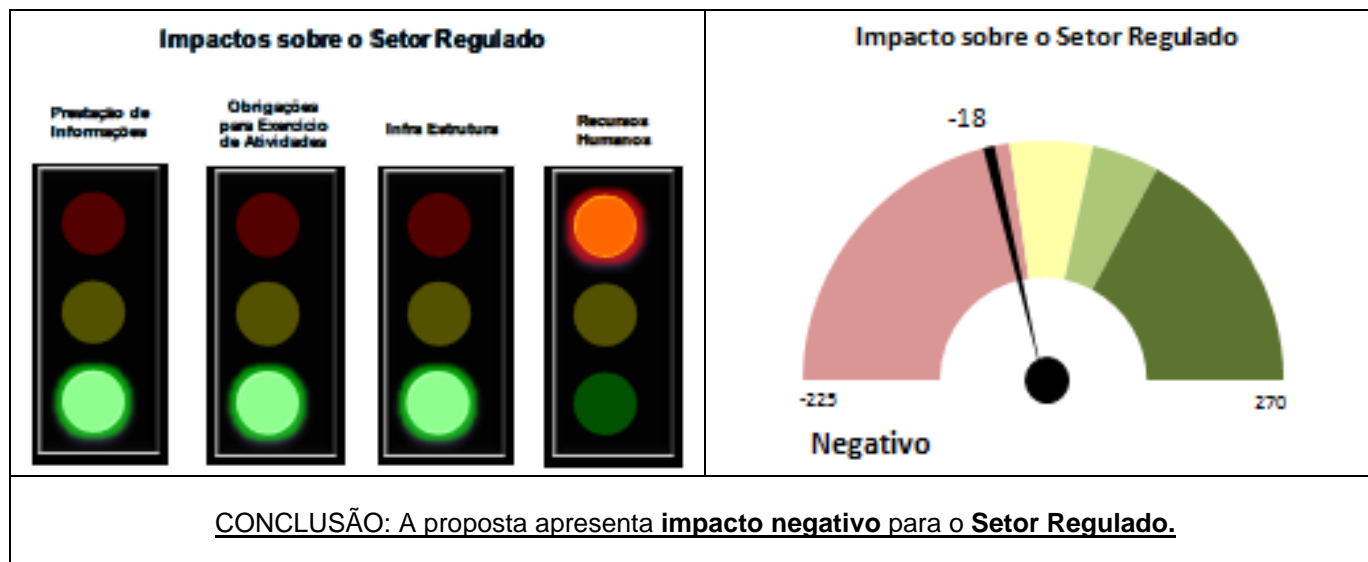 Impactos sobre o Setor Regulado
Prestação de
Informações
Obrigações
para Exercício
de Atividades
Infra Estrutura
Recursos
Humanos
Impacto sobre o Setor Regulado
-18
-225
270
Negativo
CONCLUSÃO: A proposta apresenta impacto negativo para o Setor Regulado.